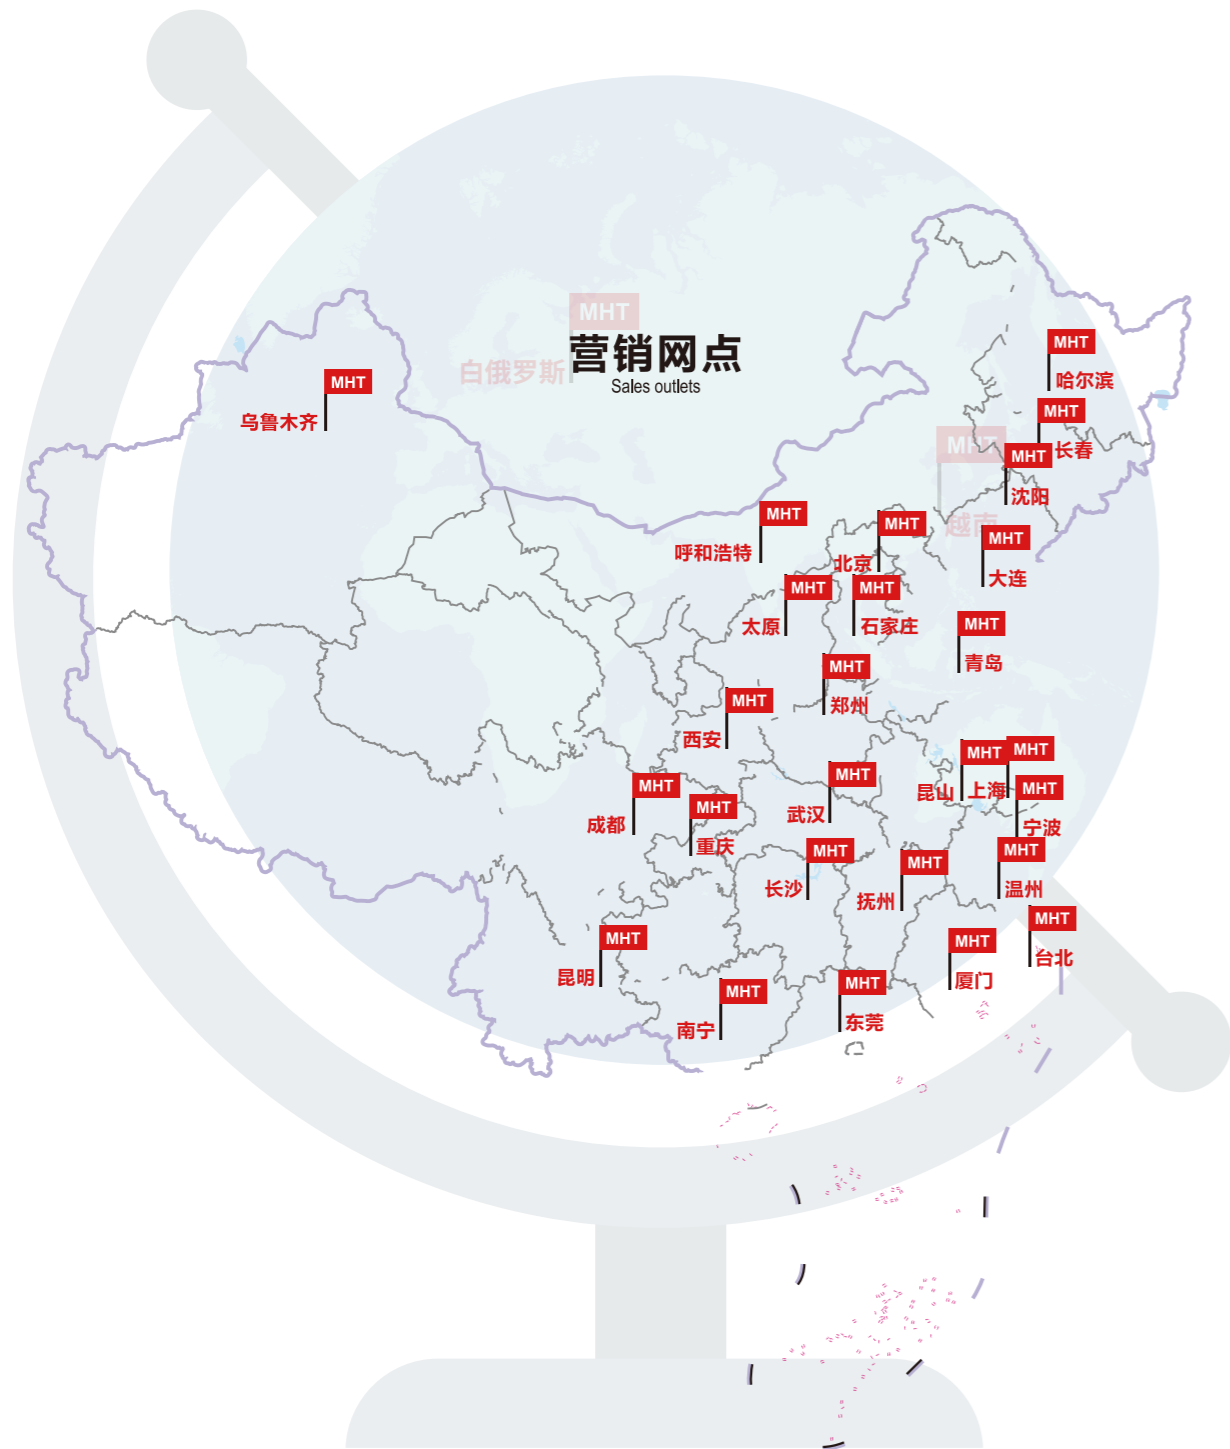 MHT
白俄罗斯
营销网点
Sales outlets
MHT
哈尔滨
MHT
乌鲁木齐
MHT
长春
MHT
越南
MHT
沈阳
MHT
呼和浩特
MHT
北京
MHT
大连
MHT
太原
MHT
石家庄
MHT
青岛
MHT
郑州
MHT
西安
MHT
昆山
MHT
上海
MHT
武汉
MHT
成都
MHT
宁波
MHT
重庆
MHT
长沙
MHT
抚州
MHT
温州
MHT
台北
MHT
昆明
MHT
厦门
MHT
南宁
MHT
东莞